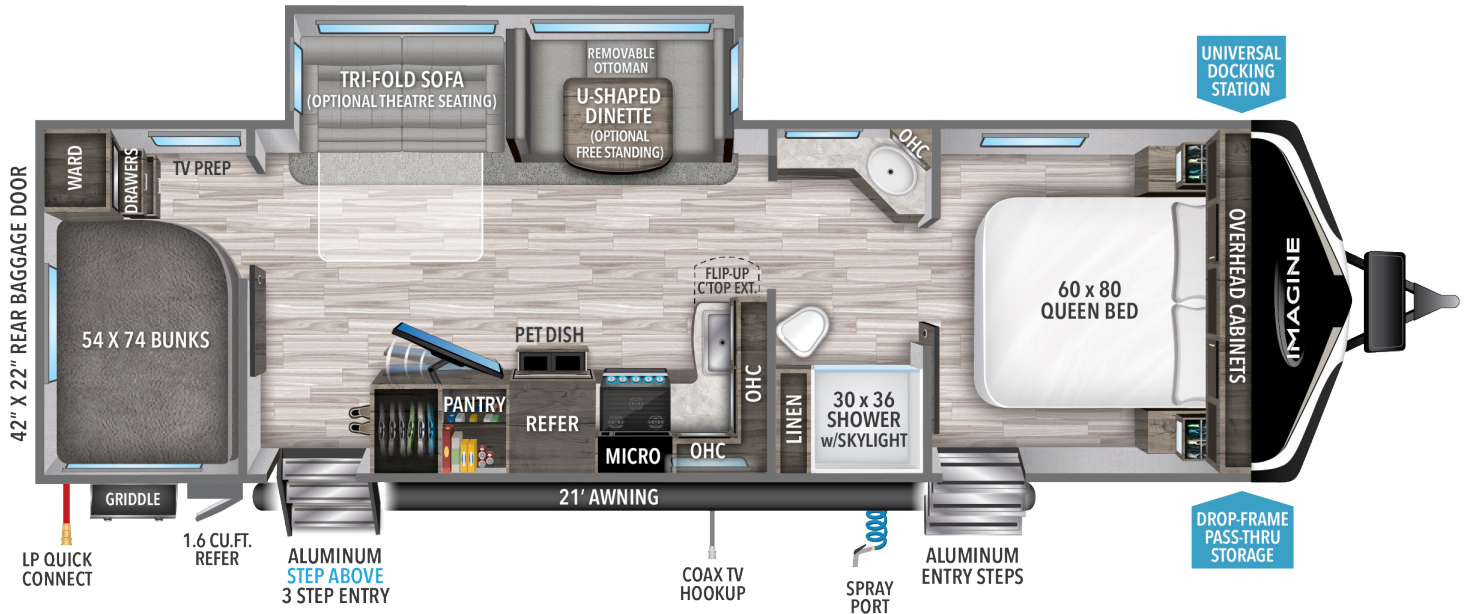 UNIVERSAL
DOCKING
STATION
REMOVABLE
OTTOMAN
TRI-FOLD SOFA
(OPTIONAL THEATRE SEATING)
U-SHAPED
DINETTE
(OPTIONAL
FREE STANDING)
WARD
DRAWERS
TV PREP
OHC
42" X 22" REAR BAGGAGE DOOR
54 X 74 BUNKS
FLIP-UP
C'TOP EXT.
60 x 80
QUEEN BED
OVERHEAD CABINETS
IMAGINE
PET DISH
PANTRY
REFER
MICRO
OHC
OHC
LINEN
30 x 36
SHOWER
w/SKYLIGHT
GRIDDLE
21' AWNING
LP QUICK
CONNECT
1.6 CU.FT.
REFER
ALUMINUM
STEP ABOVE
3 STEP ENTRY
COAX TV
HOOKUP
SPRAY
PORT
ALUMINUM
ENTRY STEPS
DROP-FRAME
PASS-THRU
STORAGE